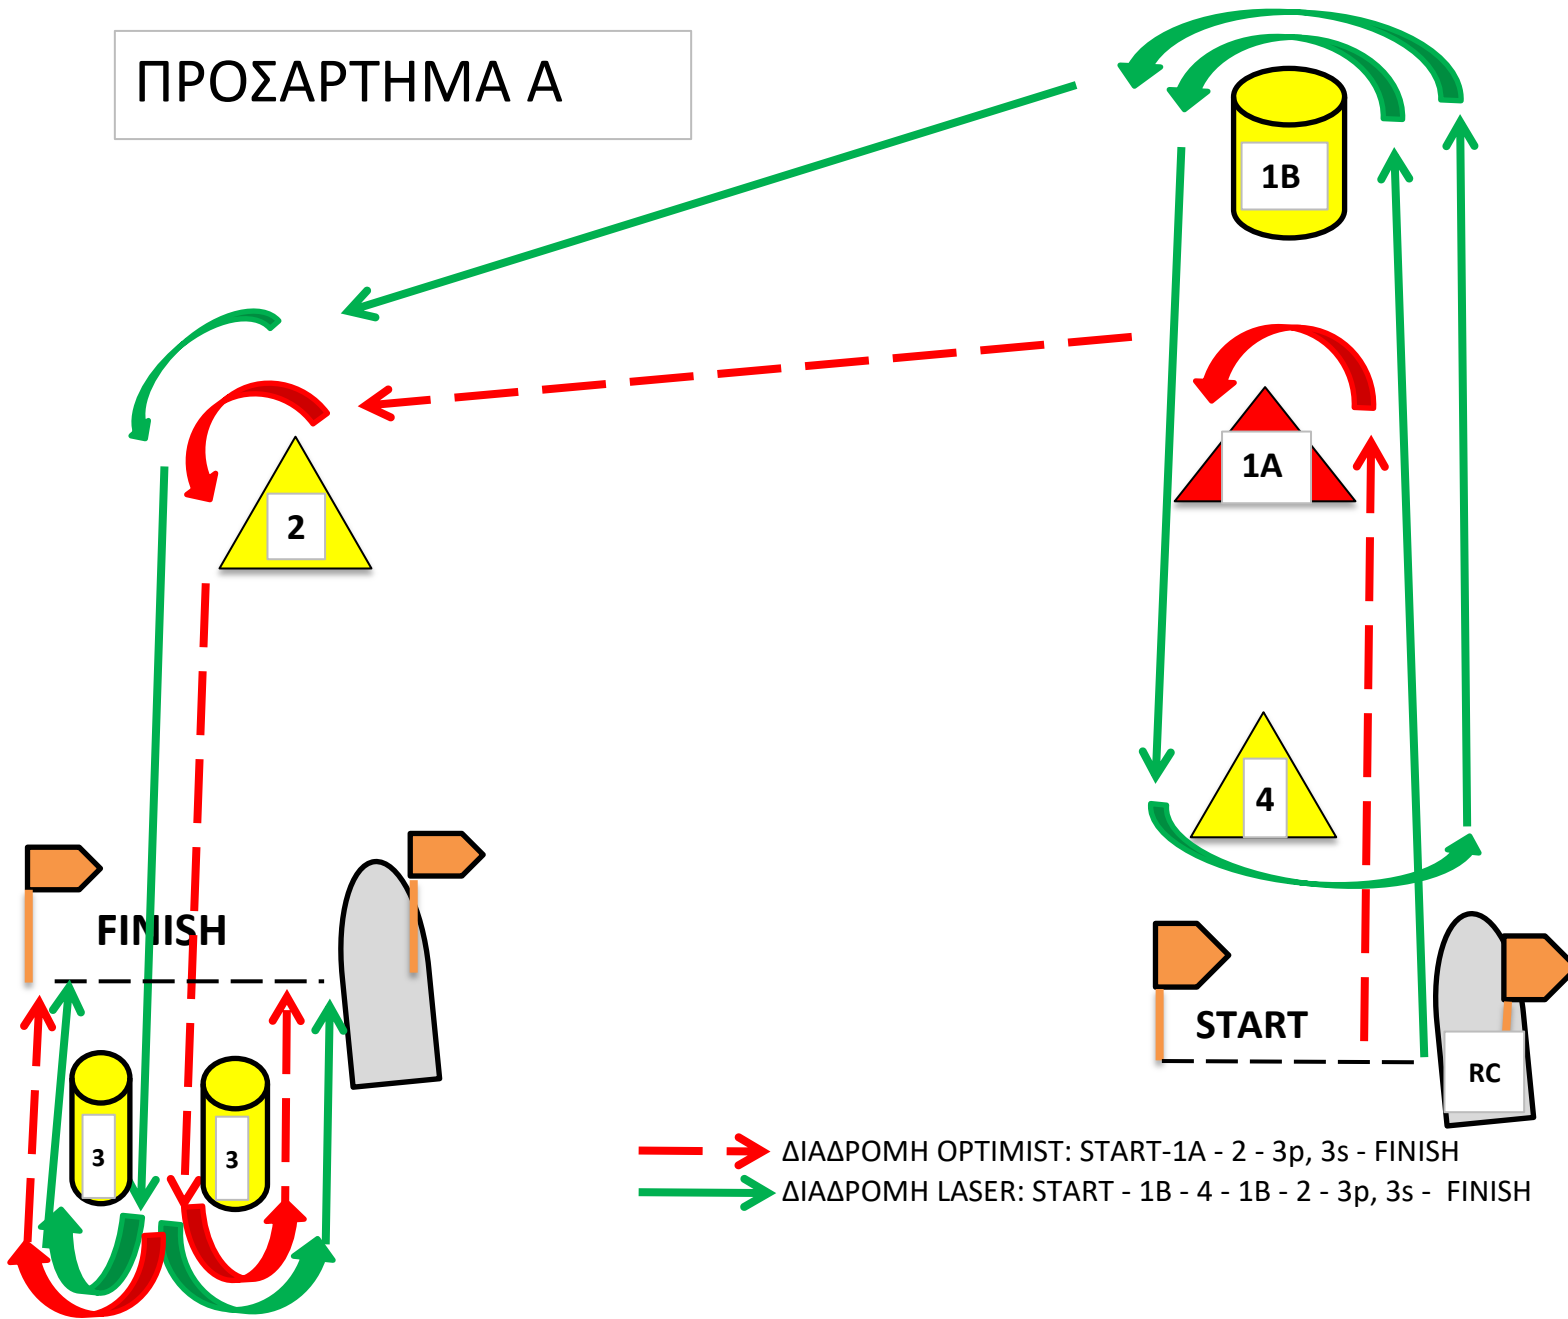 ΠΡΟΣΑΡΤΗΜΑ Α
1B
1A
2
4
FINISH
START
RC
3
3
ΔΙΑΔΡΟΜΗ OPTIMIST: START-1A - 2 - 3p, 3s - FINISH
ΔΙΑΔΡΟΜΗ LASER: START - 1B - 4 - 1B - 2 - 3p, 3s - FINISH